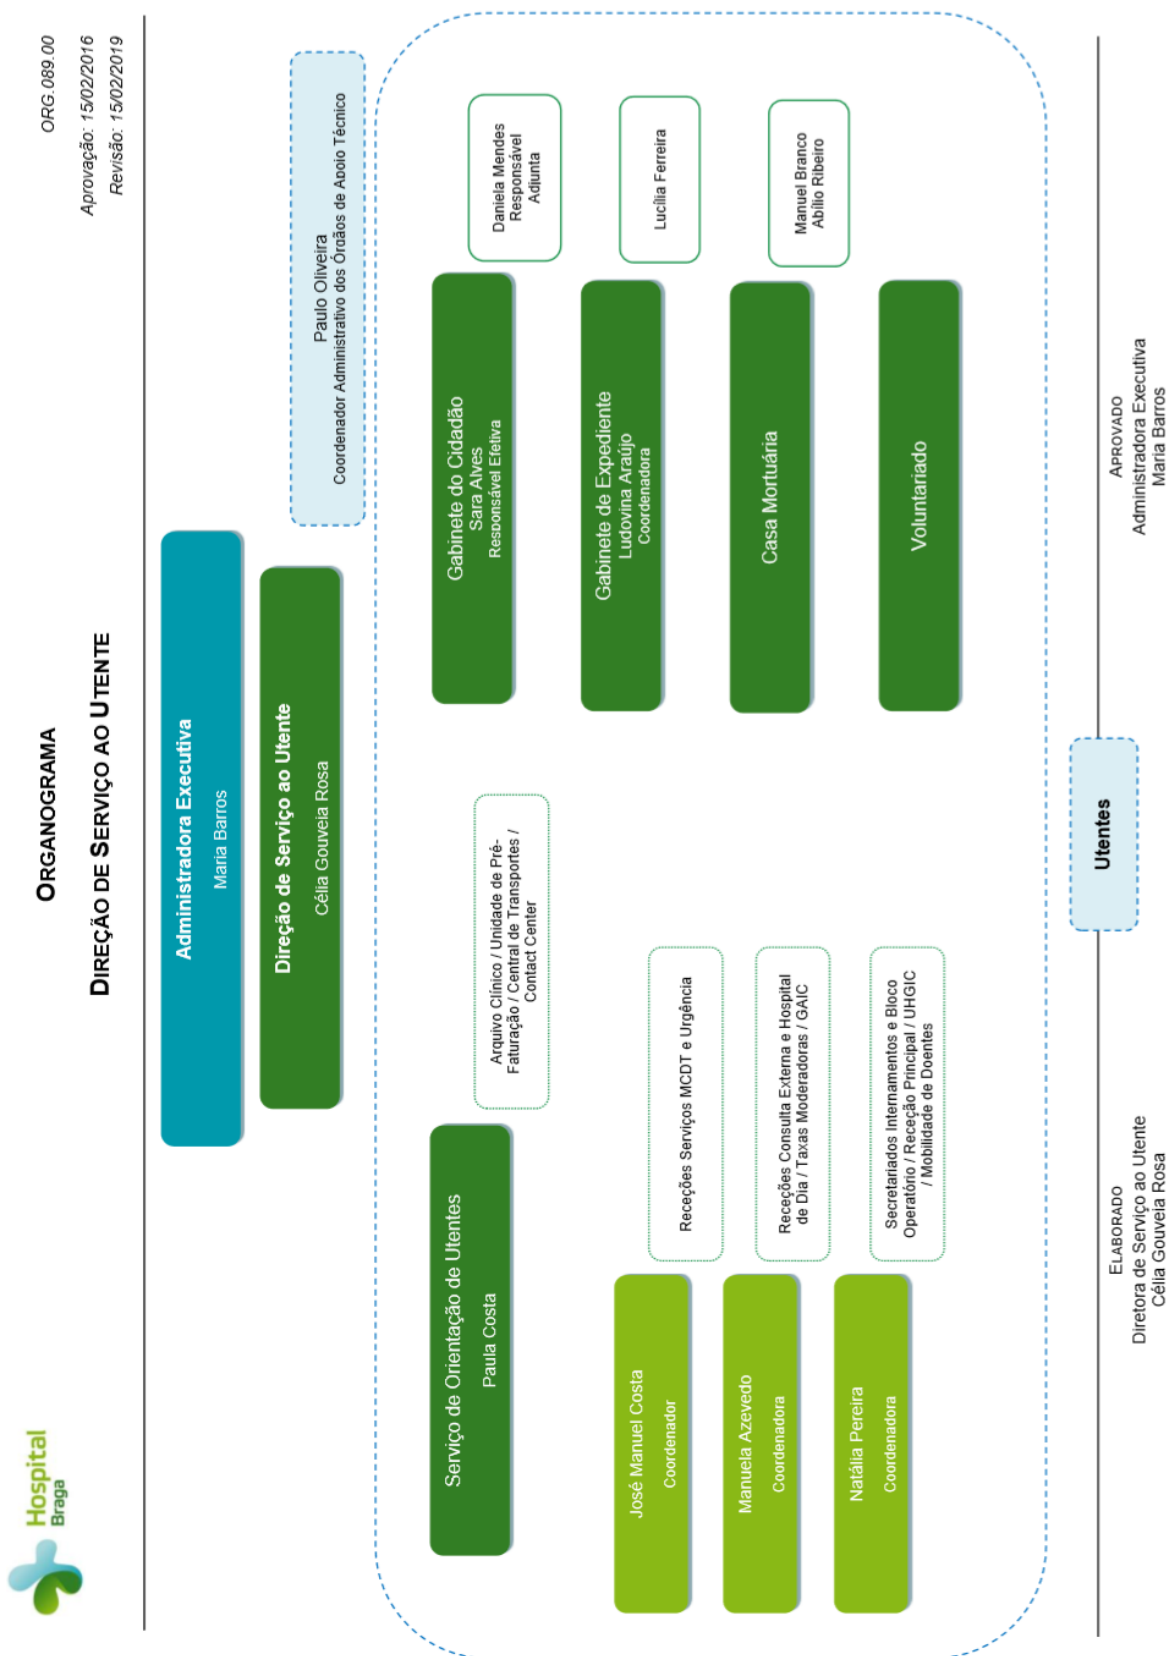 Hospital
Braga
ORGANOGRAMA
DIREÇÃO DE SERVIÇO AO UTENTE
ORG.089.00
Aprovação: 15/02/2016
Revisão: 15/02/2019
Administradora Executiva
Maria Barros
Direção de Serviço ao Utente
Célia Gouveia Rosa
Paulo Oliveira
Coordenador Administrativo dos Órgãos de Apoio Técnico
Serviço de Orientação de Utentes
Paula Costa
Arquivo Clínico / Unidade de Pré-
Faturação / Central de Transportes /
Contact Center
José Manuel Costa
Coordenador
Receções Serviços MCDT e Urgência
Manuela Azevedo
Coordenadora
Receções Consulta Externa e Hospital
de Dia / Taxas Moderadoras / GAIC
Natália Pereira
Coordenadora
Secretariados Internamentos e Bloco
Operatório / Receção Principal / UHGIC
/ Mobilidade de Doentes
Gabinete do Cidadão
Sara Alves
Responsável Efetiva
Daniela Mendes
Responsável
Adjunta
Gabinete de Expediente
Ludovina Araújo
Coordenadora
Lucília Ferreira
Casa Mortuária
Manuel Branco
Abílio Ribeiro
Voluntariado
Utentes
ELABORADO
Diretora de Serviço ao Utente
Célia Gouveia Rosa
APROVADO
Administradora Executiva
Maria Barros